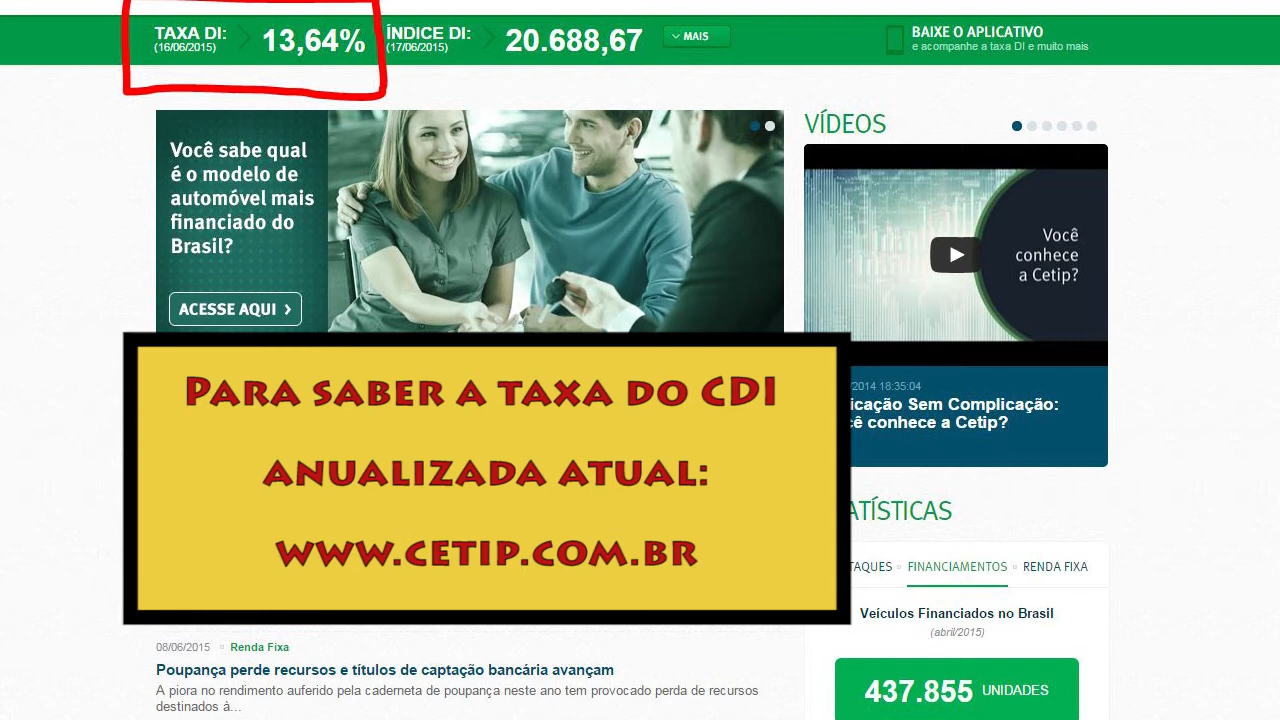 TAXA DI:
(16/06/2015)
13,64%
ÍNDICE DI:
(17/06/2015)
20.688,67
MAIS
BAIXE O APLICATIVO
e acompanhe a taxa DI e muito mais
Você sabe qual
é o modelo de
automóvel mais
financiado do
Brasil?
ACESSE AQUI
VÍDEOS
Você
conhece
a Cetip?
2014 18:35:04
icação Sem Complicação:
ê conhece a Cetip?
PARA SABER A TAXA DO CDI
ANUALIZADA ATUAL:
WWW.CETIP.COM.BR
ATÍSTICAS
TAQUES
FINANCIAMENTOS
RENDA FIXA
Veículos Financiados no Brasil
(abril/2015)
437.855 UNIDADES
08/06/2015 Renda Fixa
Poupança perde recursos e títulos de captação bancária avançam
A piora no rendimento auferido pela caderneta de poupança neste ano tem provocado perda de recursos
destinados à...